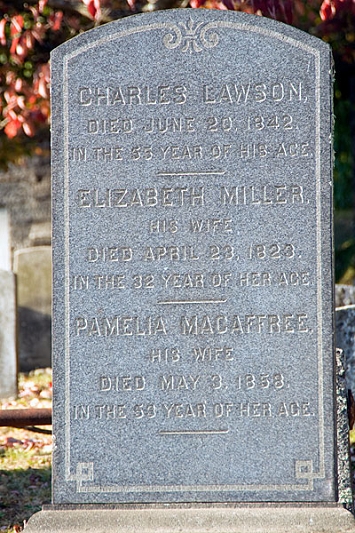 CHARLES LAWSON,
DIED JUNE 20, 1842.
IN THE 55 YEAR OF HIS AGE.
ELIZABETH MILLER,
HIS WIFE,
DIED APRIL 23, 1823.
IN THE 32 YEAR OF HER AGE.
PAMELIA MACAFFREE,
HIS WIFE
DIED MAY 3, 1858.
IN THE 59 YEAR OF HER AGE.